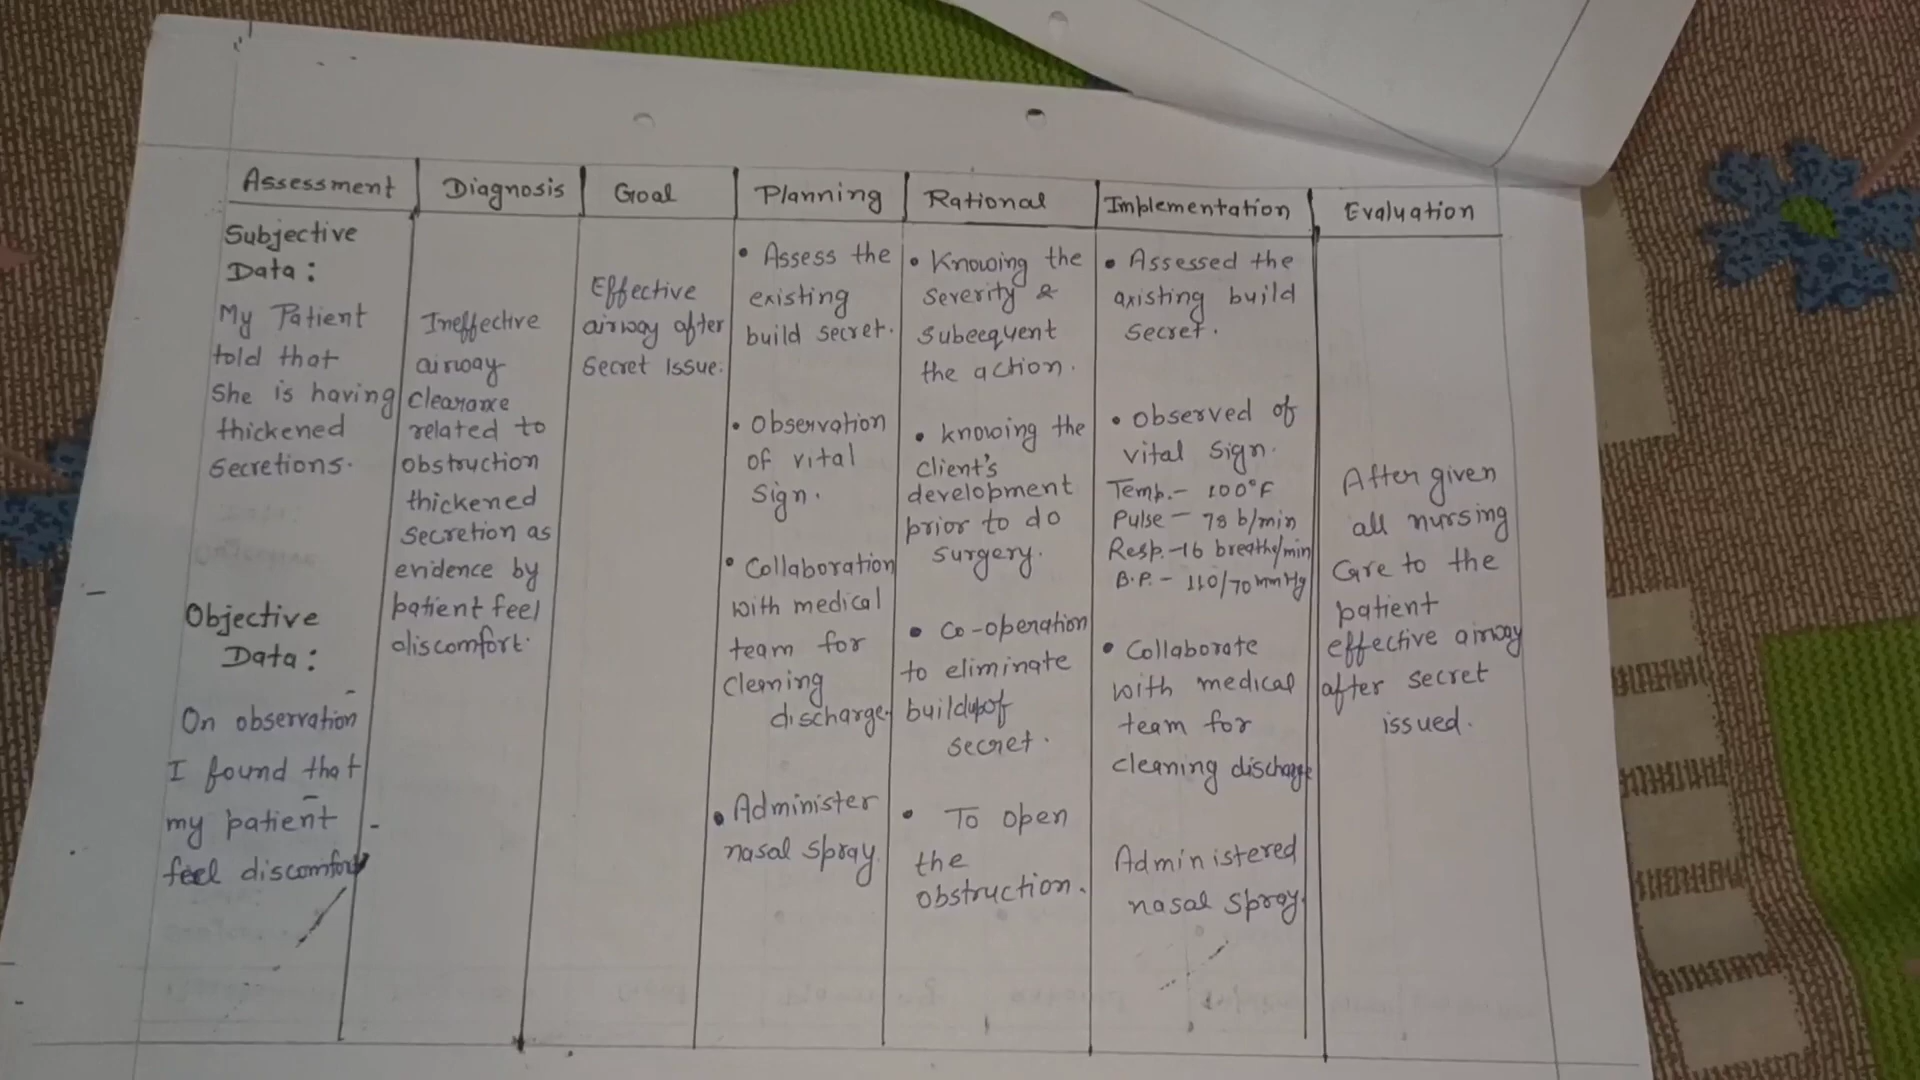 Assessment
Subjective
Data:
My Patient
told that
She is having
thickened
secretions.
Objective
Data:
On observation
I found that
my patient
feel discomfort
Diagnosis
Ineffective
airway
clearance
related to
obstruction
thickened
secretion as
evidence by
patient feel
discomfort.
Goal
Effective
airway after
secret issue.
Planning
• Assess the
existing
build secret.
• Observation
of vital
sign.
• Collaboration
with medical
team for
cleaning
discharge.
• Administer
nasal spray.
Rational
• Knowing the
severity &
subeequent
the action.
• knowing the
client's
development
prior to do
surgery.
• Co-operation
to eliminate
buildup of
secret.
• To open
the
obstruction.
Implementation
• Assessed the
axisting build
secret.
• Observed of
vital sign.
Temp.- 100°F
Pulse - 78 b/min
Resp.-16 breathe/min
B.P. - 110/70 mmHg
• Collaborate
with medical
team for
cleaning discharge
Administered
nasal spray.
Evaluation
After given
all nursing
care to the
patient
effective airway
after secret
issued.